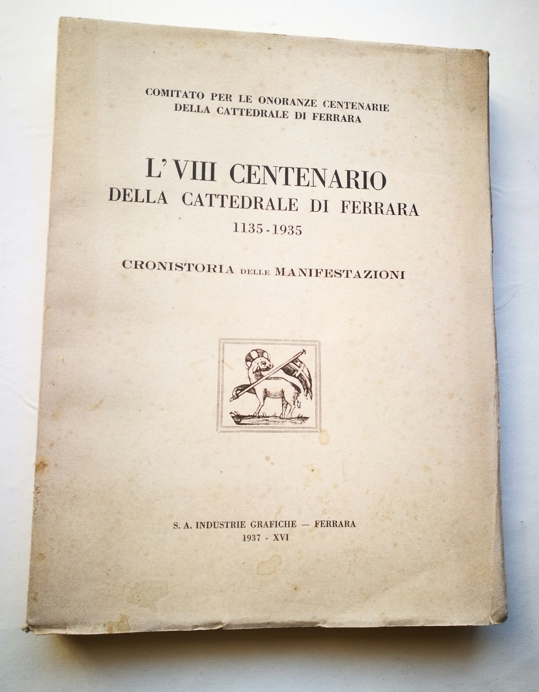 COMITATO PER LE ONORANZE CENTENARIE
DELLA CATTEDRALE DI FERRARA
L'VIII CENTENARIO
DELLA CATTEDRALE DI FERRARA
1135-1935
CRONISTORIA DELLE MANIFESTAZIONI
S. A. INDUSTRIE GRAFICHE — FERRARA
1937 - XVI